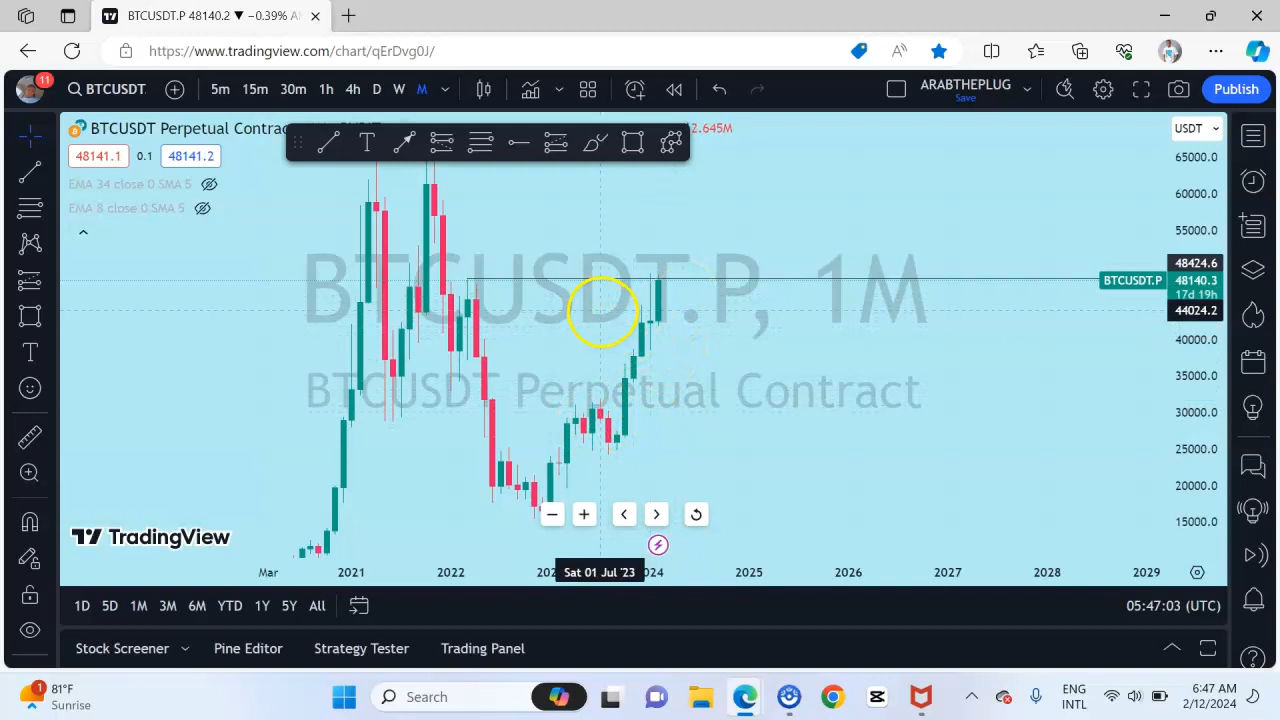 BTCUSDT.P 48140.2 ▼ −0.39% A
https://www.tradingview.com/chart/qErDvg0J/
11
BTCUSDT.
5m 15m 30m 1h 4h D W M
ARABTHEPLUG
Save
Publish
BTCUSDT Perpetual Contrac
2.645M
USDT
48141.1 0.1 48141.2
EMA 34 close 0 SMA 5
EMA 8 close 0 SMA 5
65000.0
60000.0
55000.0
48424.6
BTCUSDT.P 48140.3
17d 19h
44024.2
40000.0
35000.0
30000.0
25000.0
20000.0
15000.0
BTCUSDT.P, 1M
BTCUSDT Perpetual Contract
TradingView
Mar 2021 2022 202 Sat 01 Jul '23 024 2025 2026 2027 2028 2029
1D 5D 1M 3M 6M YTD 1Y 5Y All
05:47:03 (UTC)
Stock Screener Pine Editor Strategy Tester Trading Panel
1
81°F
Sunrise
Search
ENG
INTL
6:47 AM
2/12/2024